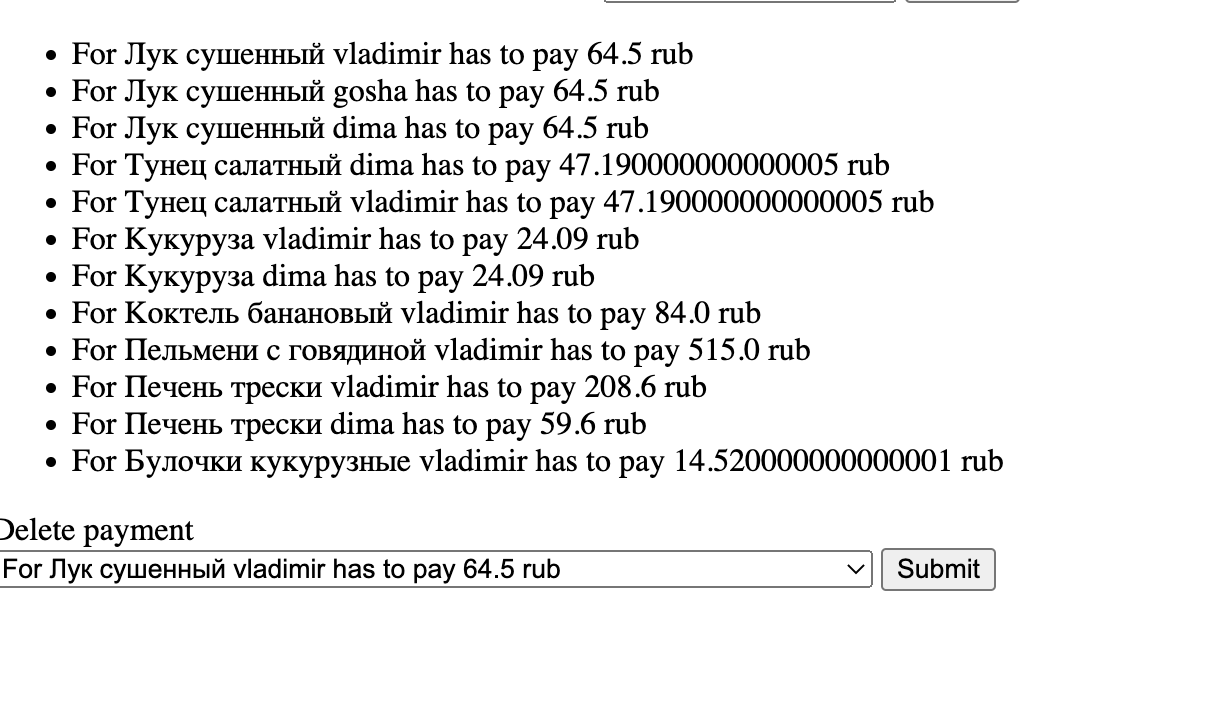 For Лук сушенный vladimir has to pay 64.5 rub
For Лук сушенный gosha has to pay 64.5 rub
For Лук сушенный dima has to pay 64.5 rub
For Тунец салатный dima has to pay 47.190000000000005 rub
For Тунец салатный vladimir has to pay 47.190000000000005 rub
For Кукуруза vladimir has to pay 24.09 rub
For Кукуруза dima has to pay 24.09 rub
For Коктель банановый vladimir has to pay 84.0 rub
For Пельмени с говядиной vladimir has to pay 515.0 rub
For Печень трески vladimir has to pay 208.6 rub
For Печень трески dima has to pay 59.6 rub
For Булочки кукурузные vladimir has to pay 14.520000000000001 rub
Delete payment
For Лук сушенный vladimir has to pay 64.5 rub Submit